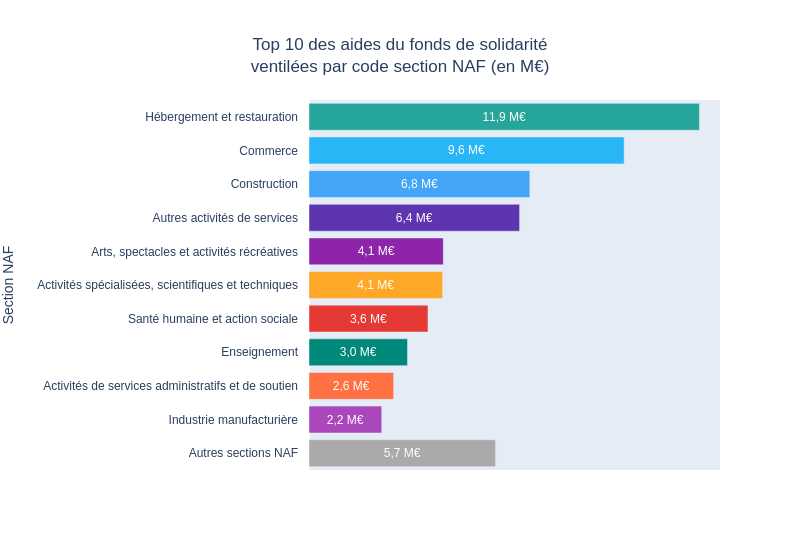 Top 10 des aides du fonds de solidarité
ventilées par code section NAF (en M€)
Section NAF
Hébergement et restauration 11,9 M€
Commerce 9,6 M€
Construction 6,8 M€
Autres activités de services 6,4 M€
Arts, spectacles et activités récréatives 4,1 M€
Activités spécialisées, scientifiques et techniques 4,1 M€
Santé humaine et action sociale 3,6 M€
Enseignement 3,0 M€
Activités de services administratifs et de soutien 2,6 M€
Industrie manufacturière 2,2 M€
Autres sections NAF 5,7 M€